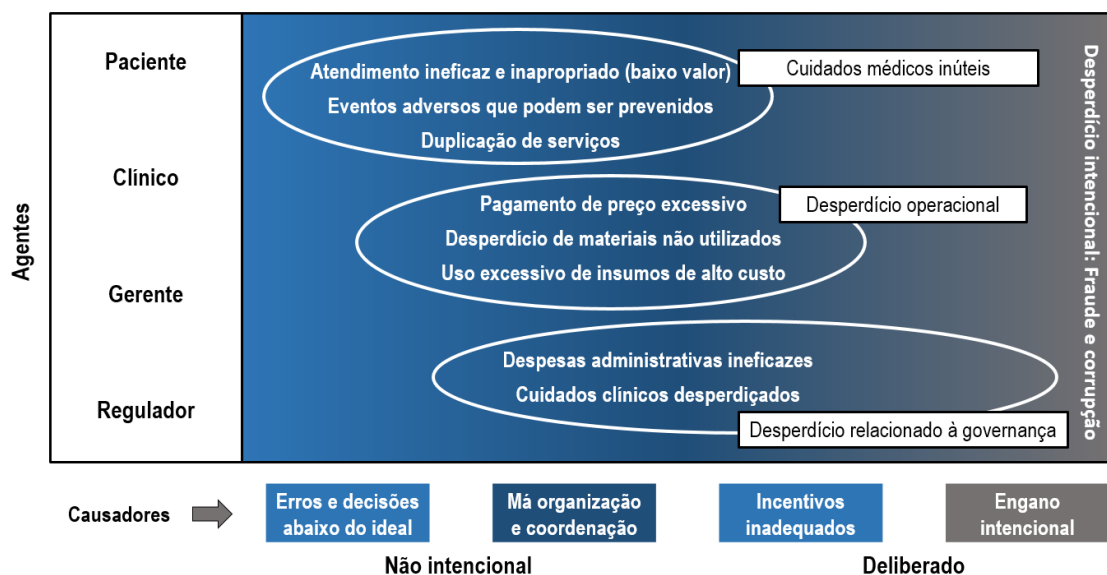 Agentes
Paciente
Clínico
Gerente
Regulador
Atendimento ineficaz e inapropriado (baixo valor)
Eventos adversos que podem ser prevenidos
Duplicação de serviços
Cuidados médicos inúteis
Pagamento de preço excessivo
Desperdício de materiais não utilizados
Uso excessivo de insumos de alto custo
Desperdício operacional
Despesas administrativas ineficazes
Cuidados clínicos desperdiçados
Desperdício relacionado à governança
Desperdício intencional: Fraude e corrupção
Causadores
Erros e decisões
abaixo do ideal
Má organização
e coordenação
Incentivos
inadequados
Engano
intencional
Não intencional
Deliberado